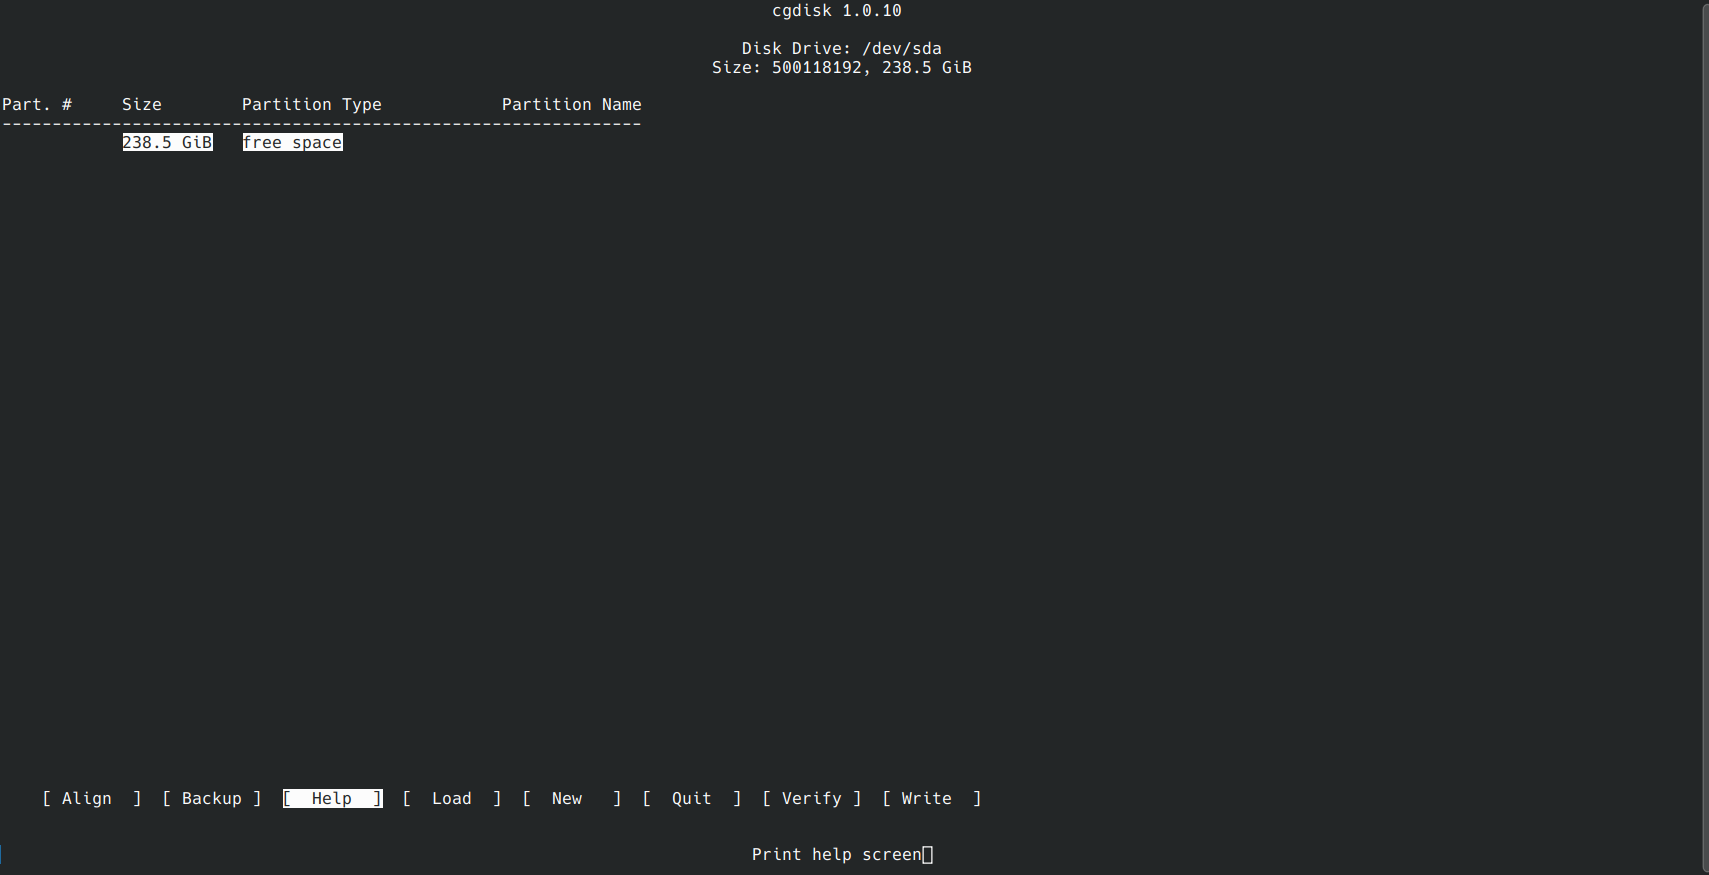 cgdisk 1.0.10
Disk Drive: /dev/sda
Size: 500118192, 238.5 GiB
Part. #     Size        Partition Type            Partition Name
----------------------------------------------------------------
238.5 GiB   free space
[ Align  ]  [ Backup ]  [  Help  ]  [  Load  ]  [  New   ]  [  Quit  ]  [ Verify ]  [ Write  ]
Print help screen